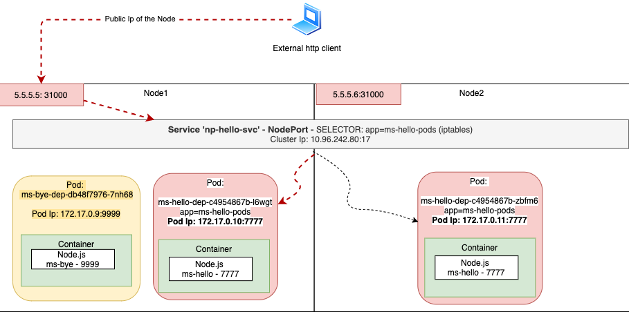 Public Ip of the Node
External http client
5.5.5.5: 31000
Node1
5.5.5.6:31000
Node2
Service 'np-hello-svc' - NodePort - SELECTOR: app=ms-hello-pods (iptables)
Cluster Ip: 10.96.242.80:17
Pod:
ms-bye-dep-db48f7976-7nh68
Pod Ip: 172.17.0.9:9999
Container
Node.js
ms-bye - 9999
Pod:
ms-hello-dep-c4954867b-l6wgt
app=ms-hello-pods
Pod Ip: 172.17.0.10:7777
Container
Node.js
ms-hello - 7777
Pod:
ms-hello-dep-c4954867b-zbfm6
app=ms-hello-pods
Pod Ip: 172.17.0.11:7777
Container
Node.js
ms-hello - 7777